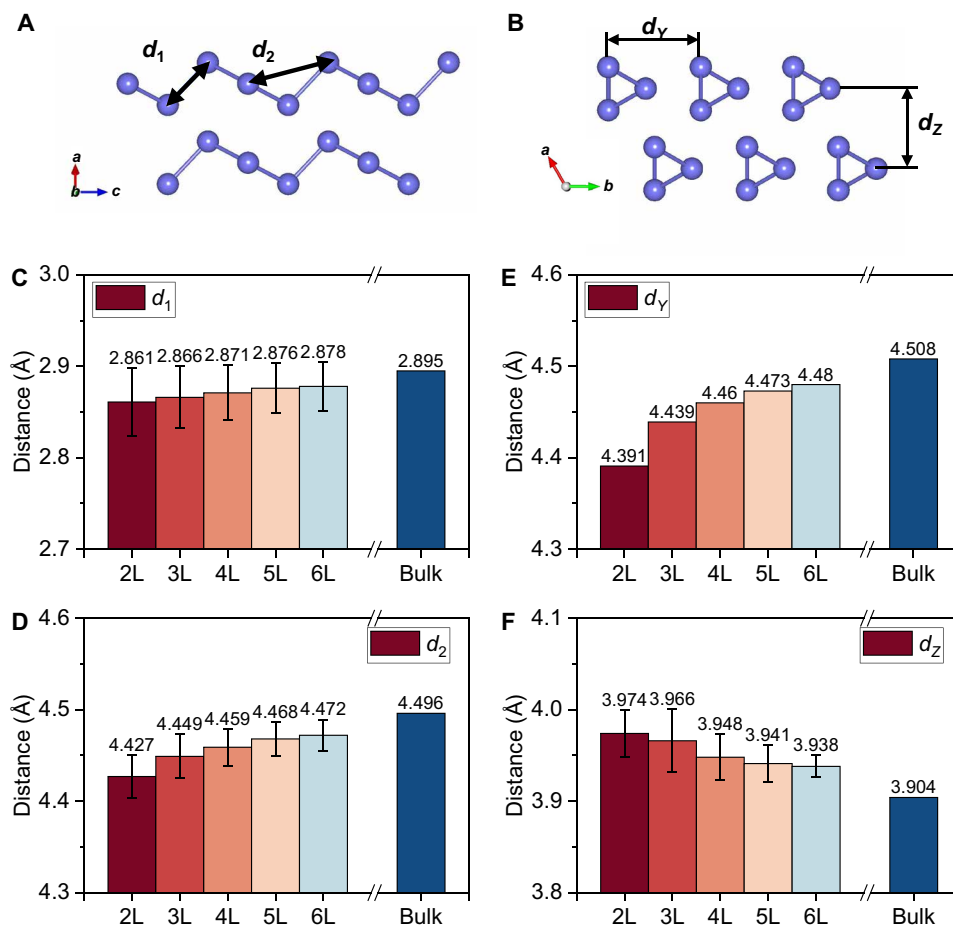 A
d1
d2
a
b
c
B
dY
dZ
a
b
C
Distance (Å)
3.0
2.9
2.8
2.7
d1
2.861
2.866
2.871
2.876
2.878
2.895
2L
3L
4L
5L
6L
Bulk
E
Distance (Å)
4.6
4.5
4.4
4.3
dY
4.391
4.439
4.46
4.473
4.48
4.508
2L
3L
4L
5L
6L
Bulk
D
Distance (Å)
4.6
4.5
4.4
4.3
d2
4.427
4.449
4.459
4.468
4.472
4.496
2L
3L
4L
5L
6L
Bulk
F
Distance (Å)
4.1
4.0
3.9
3.8
dZ
3.974
3.966
3.948
3.941
3.938
3.904
2L
3L
4L
5L
6L
Bulk